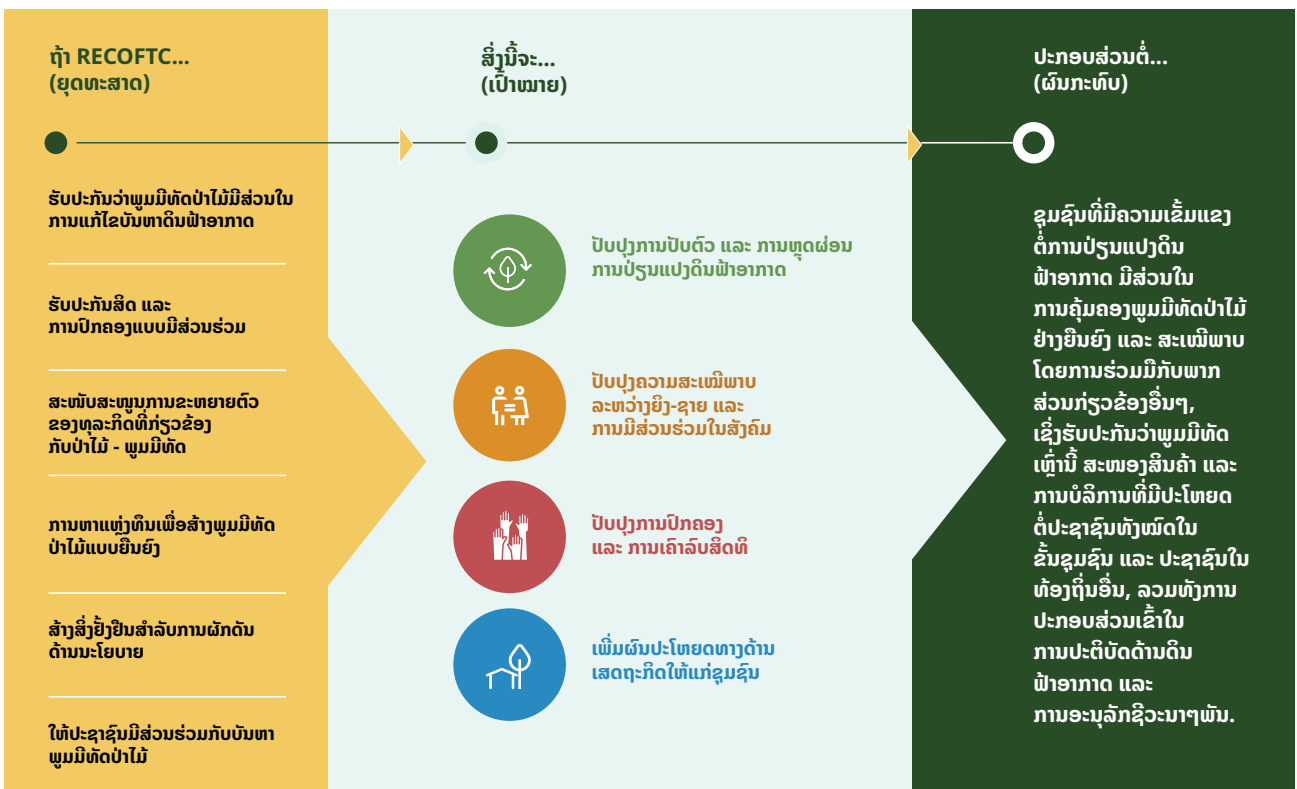 ຖ້າ RECOFTC...
(ຍຸດທະສາດ)
ຮັບປະກັນວ່າພູມມີທັດປ່າໄມ້ມີສ່ວນໃນ
ການແກ້ໄຂບັນຫາດິນຟ້າອາກາດ
ຮັບປະກັນສິດ ແລະ
ການປົກຄອງແບບມີສ່ວນຮ່ວມ
ສະໜັບສະໜູນການຂະຫຍາຍຕົວ
ຂອງທຸລະກິດທີ່ກ່ຽວຂ້ອງ
ກັບປ່າໄມ້ - ພູມມີທັດ
ການຫາແຫຼ່ງທຶນເພື່ອສ້າງພູມມີທັດ
ປ່າໄມ້ແບບຍືນຍົງ
ສ້າງສິ່ງຢັ້ງຢືນສຳລັບການຜັກດັນ
ດ້ານນະໂຍບາຍ
ໃຫ້ປະຊາຊົນມີສ່ວນຮ່ວມກັບບັນຫາ
ພູມມີທັດປ່າໄມ້
ສິ່ງນີ້ຈະ...
(ເປົ້າໝາຍ)
ປັບປຸງການປັບຕົວ ແລະ ການຫຼຸດຜ່ອນ
ການປ່ຽນແປງດິນຟ້າອາກາດ
ປັບປຸງຄວາມສະເໝີພາບ
ລະຫວ່າງຍິງ-ຊາຍ ແລະ
ການມີສ່ວນຮ່ວມໃນສັງຄົມ
ປັບປຸງການປົກຄອງ
ແລະ ການເຄົາລົບສິດທິ
ເພີ່ມຜົນປະໂຫຍດທາງດ້ານ
ເສດຖະກິດໃຫ້ແກ່ຊຸມຊົນ
ປະກອບສ່ວນຕໍ່...
(ຜົນກະທົບ)
ຊຸມຊົນທີ່ມີຄວາມເຂັ້ມແຂງ
ຕໍ່ການປ່ຽນແປງດິນ
ຟ້າອາກາດ ມີສ່ວນໃນ
ການຄຸ້ມຄອງພູມມີທັດປ່າໄມ້
ຢ່າງຍືນຍົງ ແລະ ສະເໝີພາບ
ໂດຍການຮ່ວມມືກັບພາກ
ສ່ວນກ່ຽວຂ້ອງອື່ນໆ,
ເຊິ່ງຮັບປະກັນວ່າພູມມີທັດ
ເຫຼົ່ານີ້ ສະໜອງສິນຄ້າ ແລະ
ການບໍລິການທີ່ມີປະໂຫຍດ
ຕໍ່ປະຊາຊົນທັງໝົດໃນ
ຂັ້ນຊຸມຊົນ ແລະ ປະຊາຊົນໃນ
ທ້ອງຖິ່ນອື່ນ, ລວມທັງການ
ປະກອບສ່ວນເຂົ້າໃນ
ການປະຕິບັດດ້ານດິນ
ຟ້າອາກາດ ແລະ
ການອະນຸລັກຊີວະນາໆພັນ.